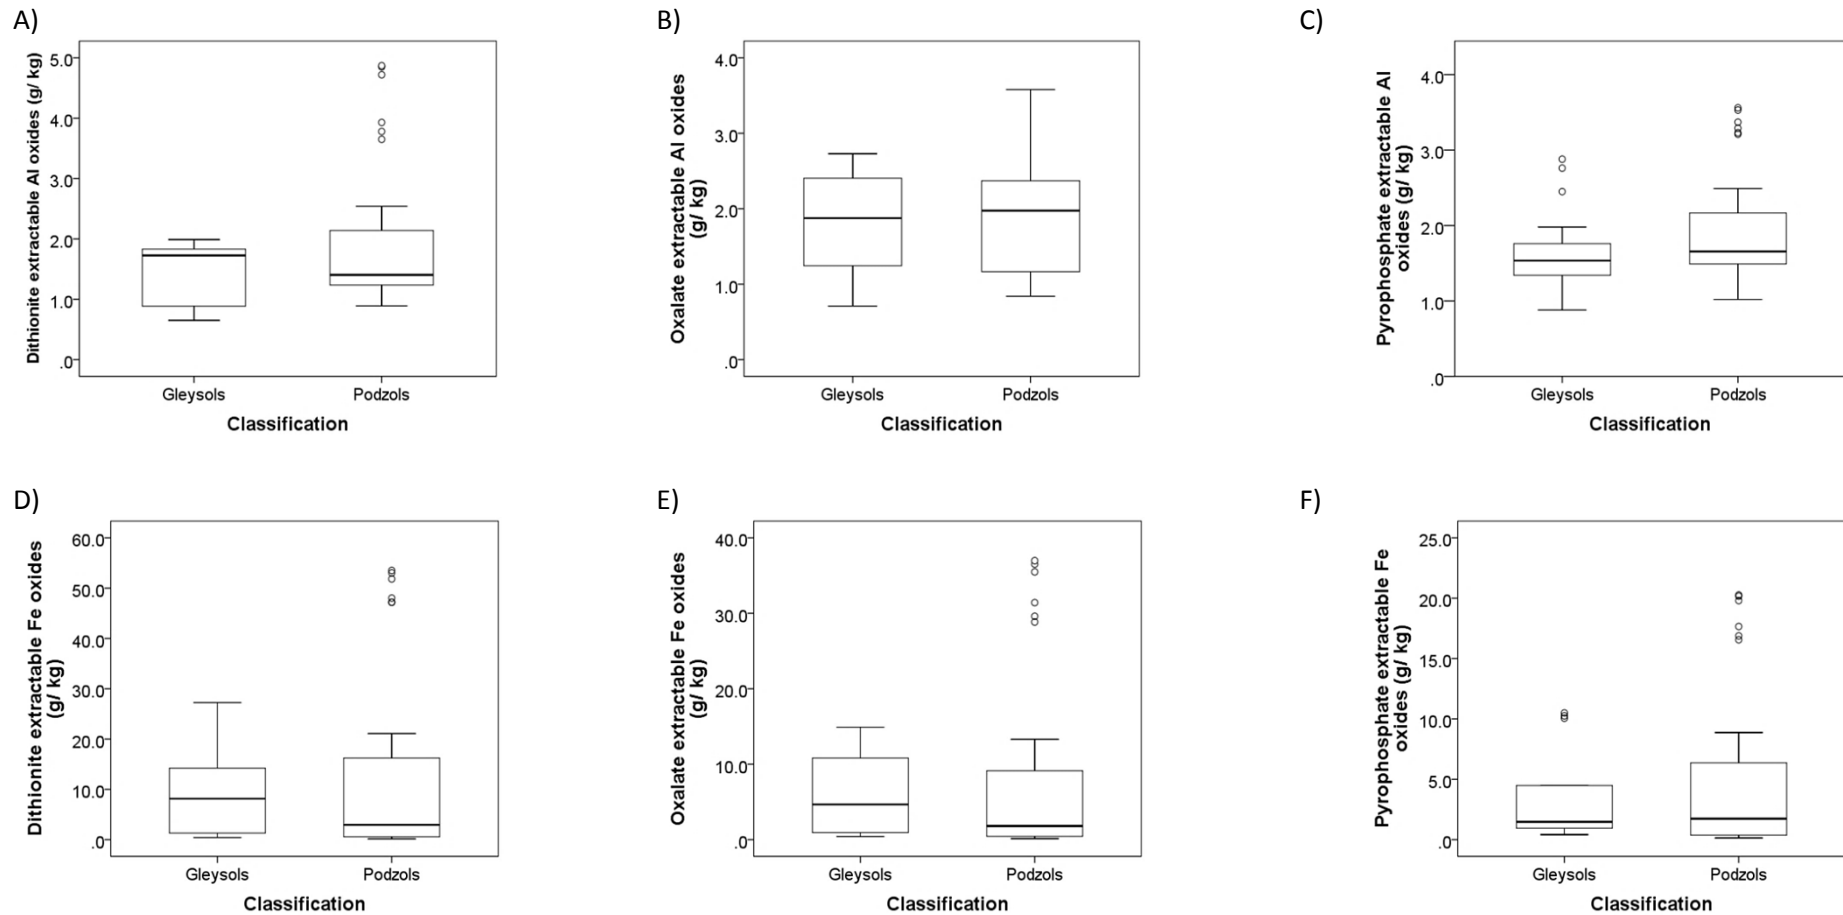 A)
Dithionite extractable Al oxides (g/ kg)
5.0
4.0
3.0
2.0
1.0
.0
Gleysols
Podzols
Classification
B)
Oxalate extractable Al oxides
(g/ kg)
4.0
3.0
2.0
1.0
.0
Gleysols
Podzols
Classification
C)
Pyrophosphate extractable Al
oxides (g/ kg)
4.0
3.0
2.0
1.0
.0
Gleysols
Podzols
Classification
D)
Dithionite extractable Fe oxides
(g/ kg)
60.0
50.0
40.0
30.0
20.0
10.0
.0
Gleysols
Podzols
Classification
E)
Oxalate extractable Fe oxides
(g/ kg)
40.0
30.0
20.0
10.0
.0
Gleysols
Podzols
Classification
F)
Pyrophosphate extractable Fe
oxides (g/ kg)
25.0
20.0
15.0
10.0
5.0
.0
Gleysols
Podzols
Classification